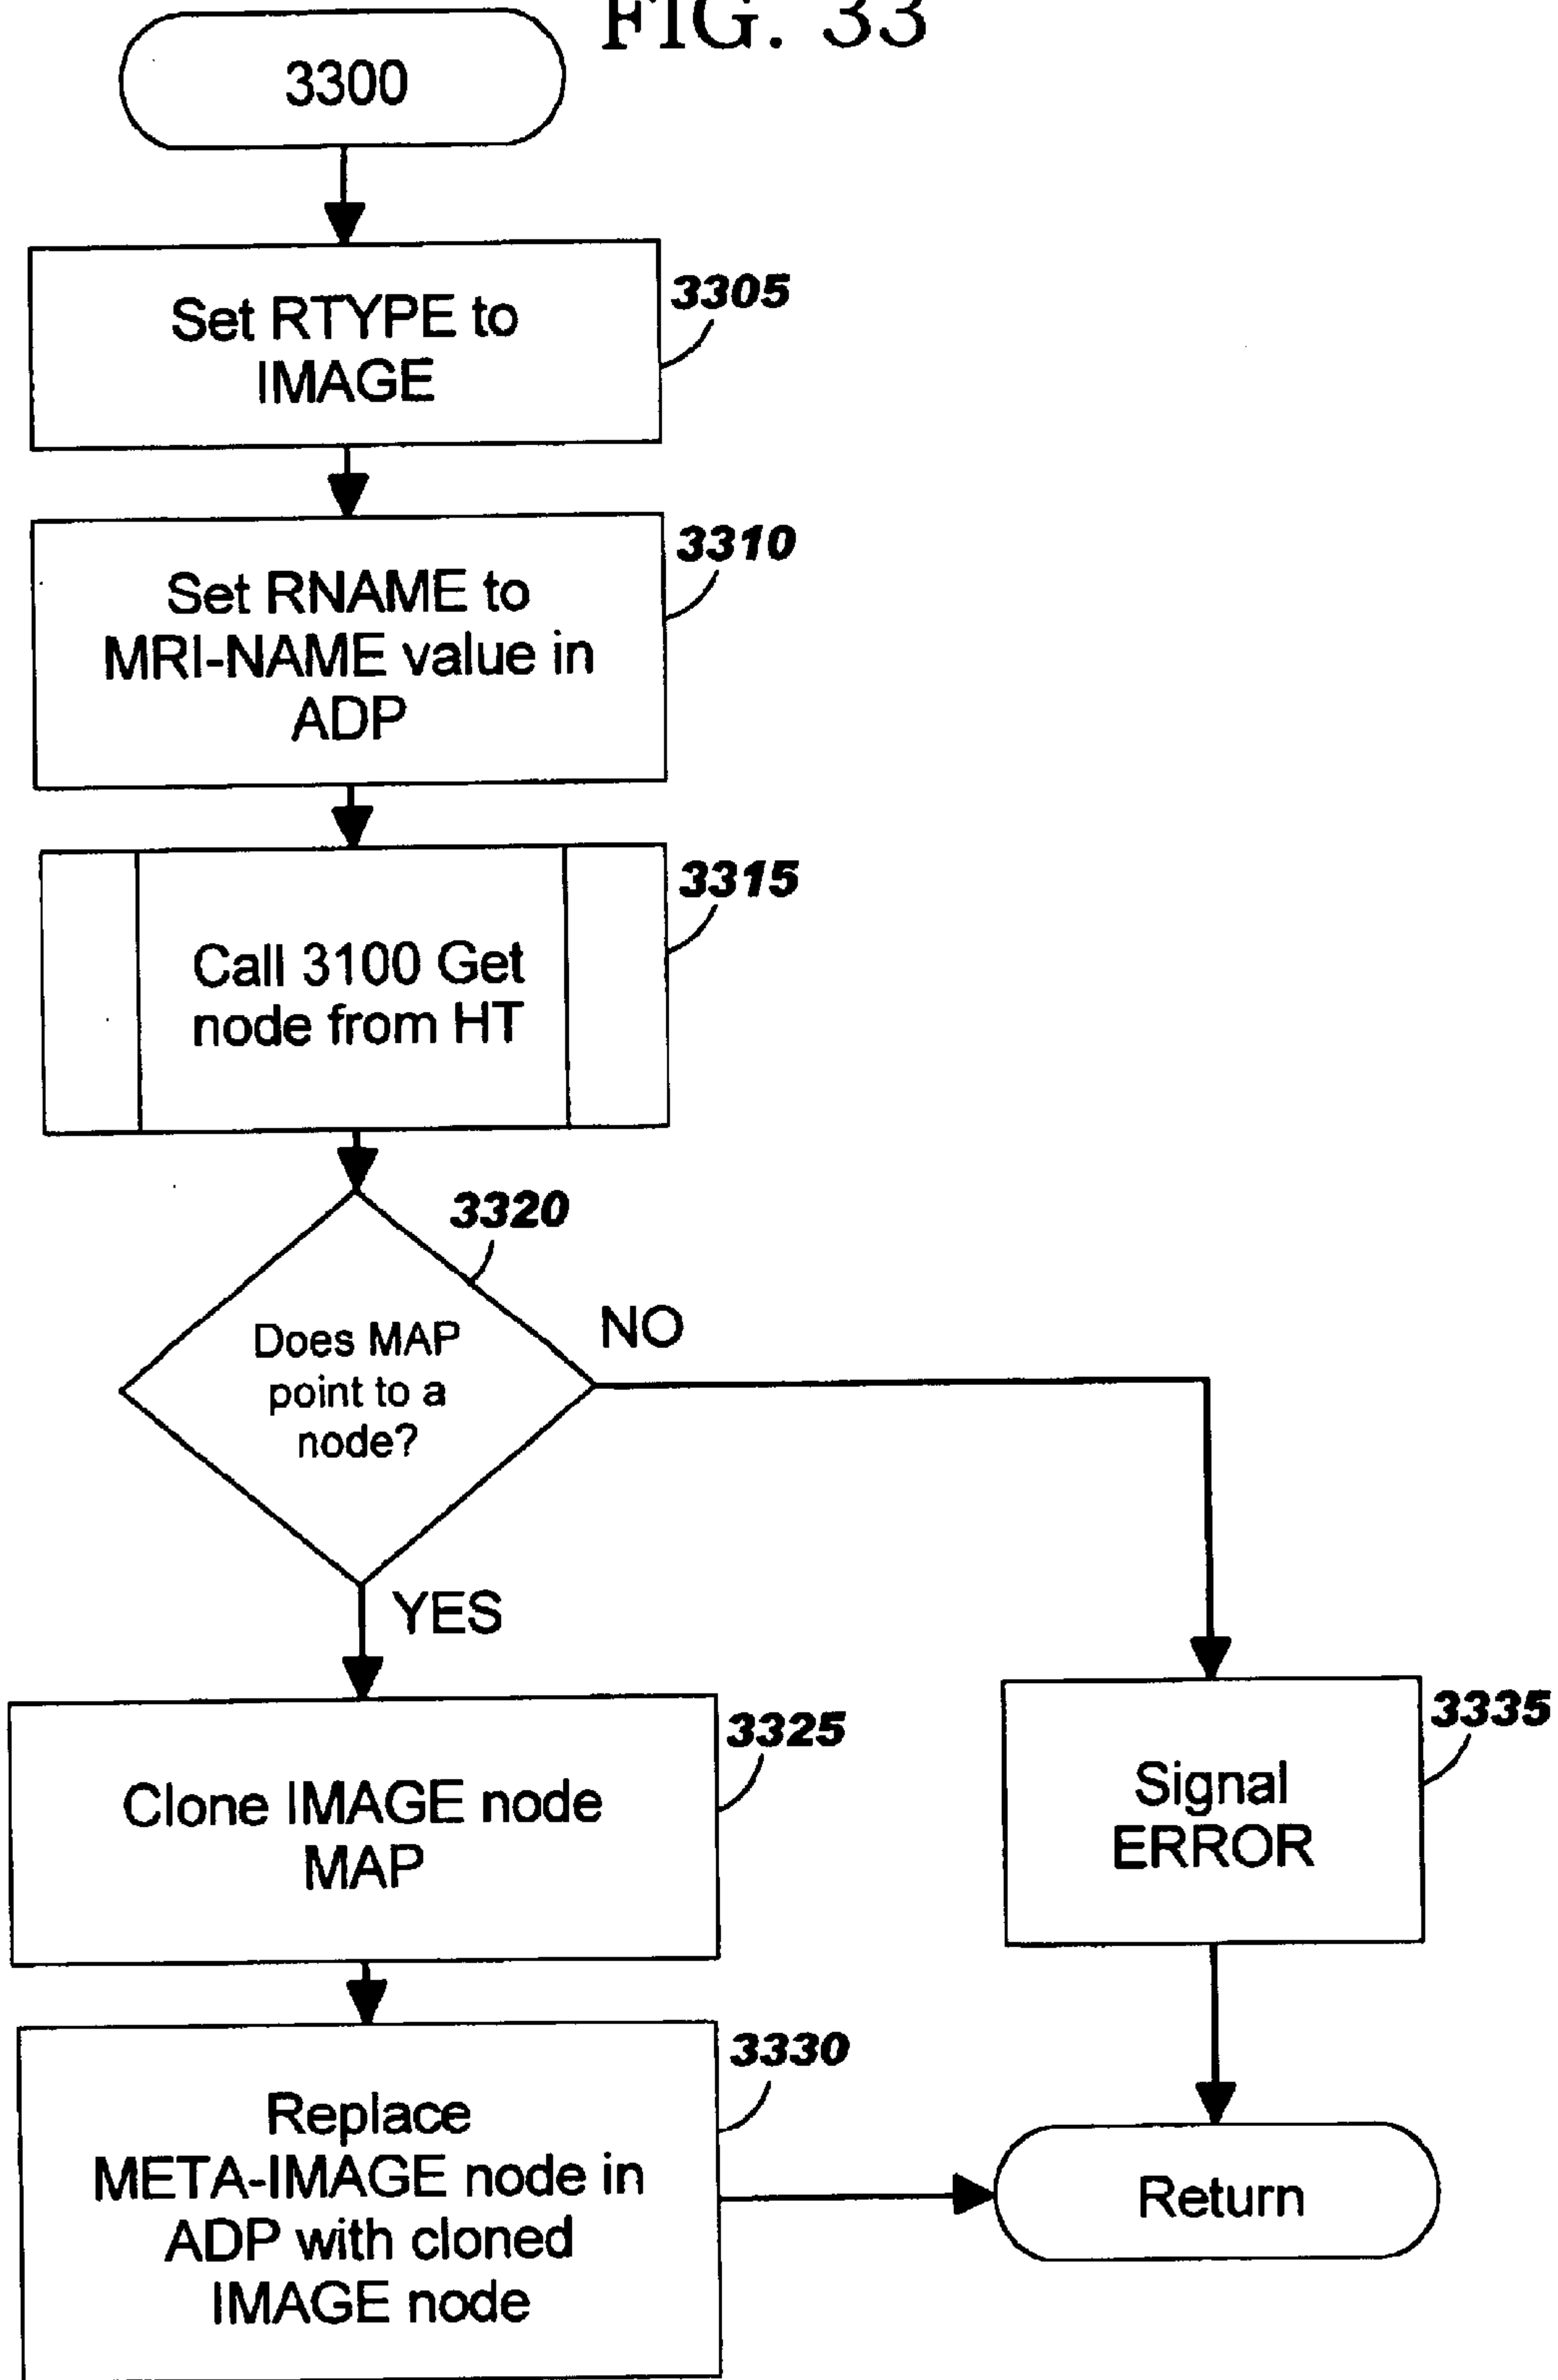 FIG. 33
3300
Set RTYPE to
IMAGE
3305
Set RNAME to
MRI-NAME value in
ADP
3310
Call 3100 Get
node from HT
3315
3320
Does MAP
point to a
node?
NO
YES
Clone IMAGE node
MAP
3325
Signal
ERROR
3335
Replace
META-IMAGE node in
ADP with cloned
IMAGE node
3330
Return